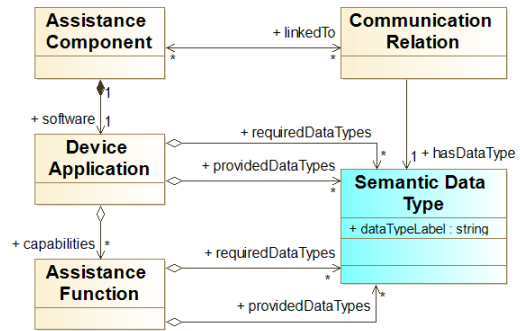 Assistance
Component
Communication
Relation
+ linkedTo
*
*
1
+ software
1
+ requiredDataTypes
*
1
+ hasDataType
Device
Application
+ providedDataTypes
*
Semantic Data
Type
+ dataTypeLabel : string
+ capabilities
*
+ requiredDataTypes
*
Assistance
Function
+ providedDataTypes
*